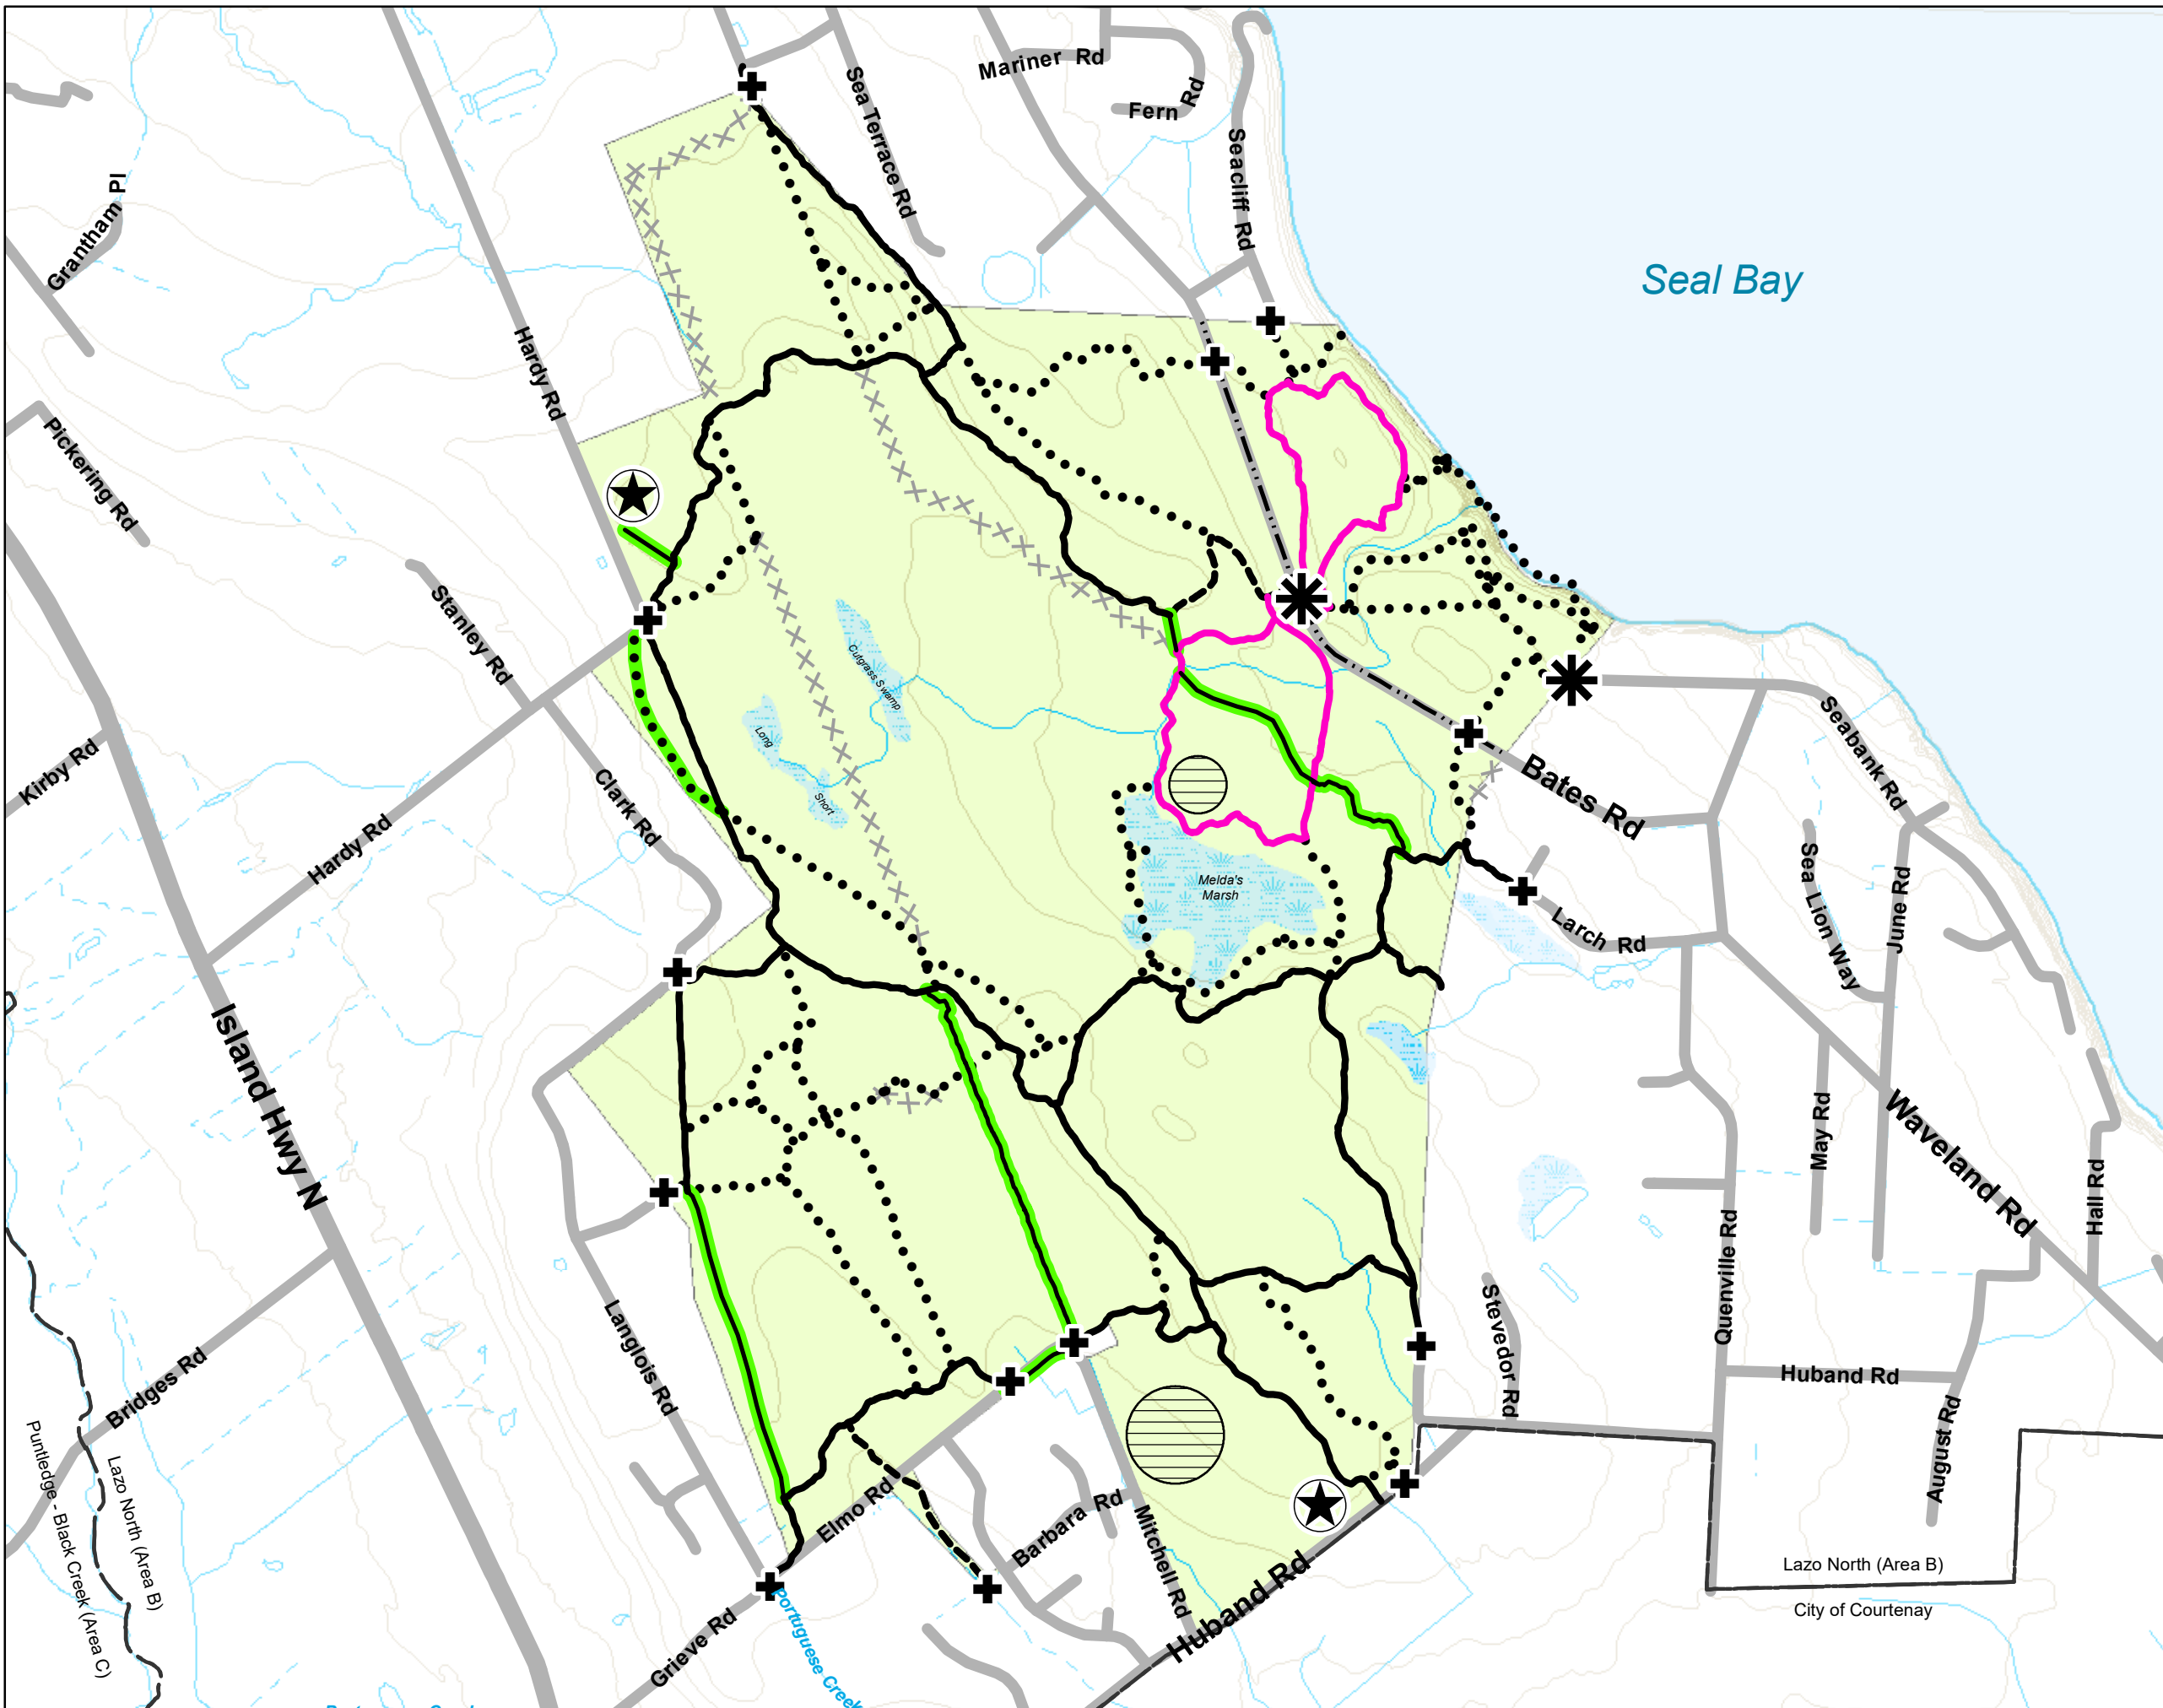 Mariner Rd
Fern Rd
Sea Terrace Rd
Seacliff Rd
Grantham Pl
Seal Bay
Hardy Rd
Pickering Rd
Stanley Rd
Cutgrass Swamp
Long
Short
Kirby Rd
Clark Rd
Hardy Rd
Seabank Rd
Bates Rd
Sea Lion Way
June Rd
Melda's
Marsh
Larch Rd
Island Hwy N
May Rd
Waveland Rd
Hall Rd
Quenville Rd
Stevedor Rd
Langlois Rd
Bridges Rd
Huband Rd
August Rd
Puntledge - Black Creek (Area C)
Lazo North (Area B)
Elmo Rd
Barbara Rd
Mitchell Rd
Huband Rd
Lazo North (Area B)
City of Courtenay
Grieve Rd
Portuguese Creek